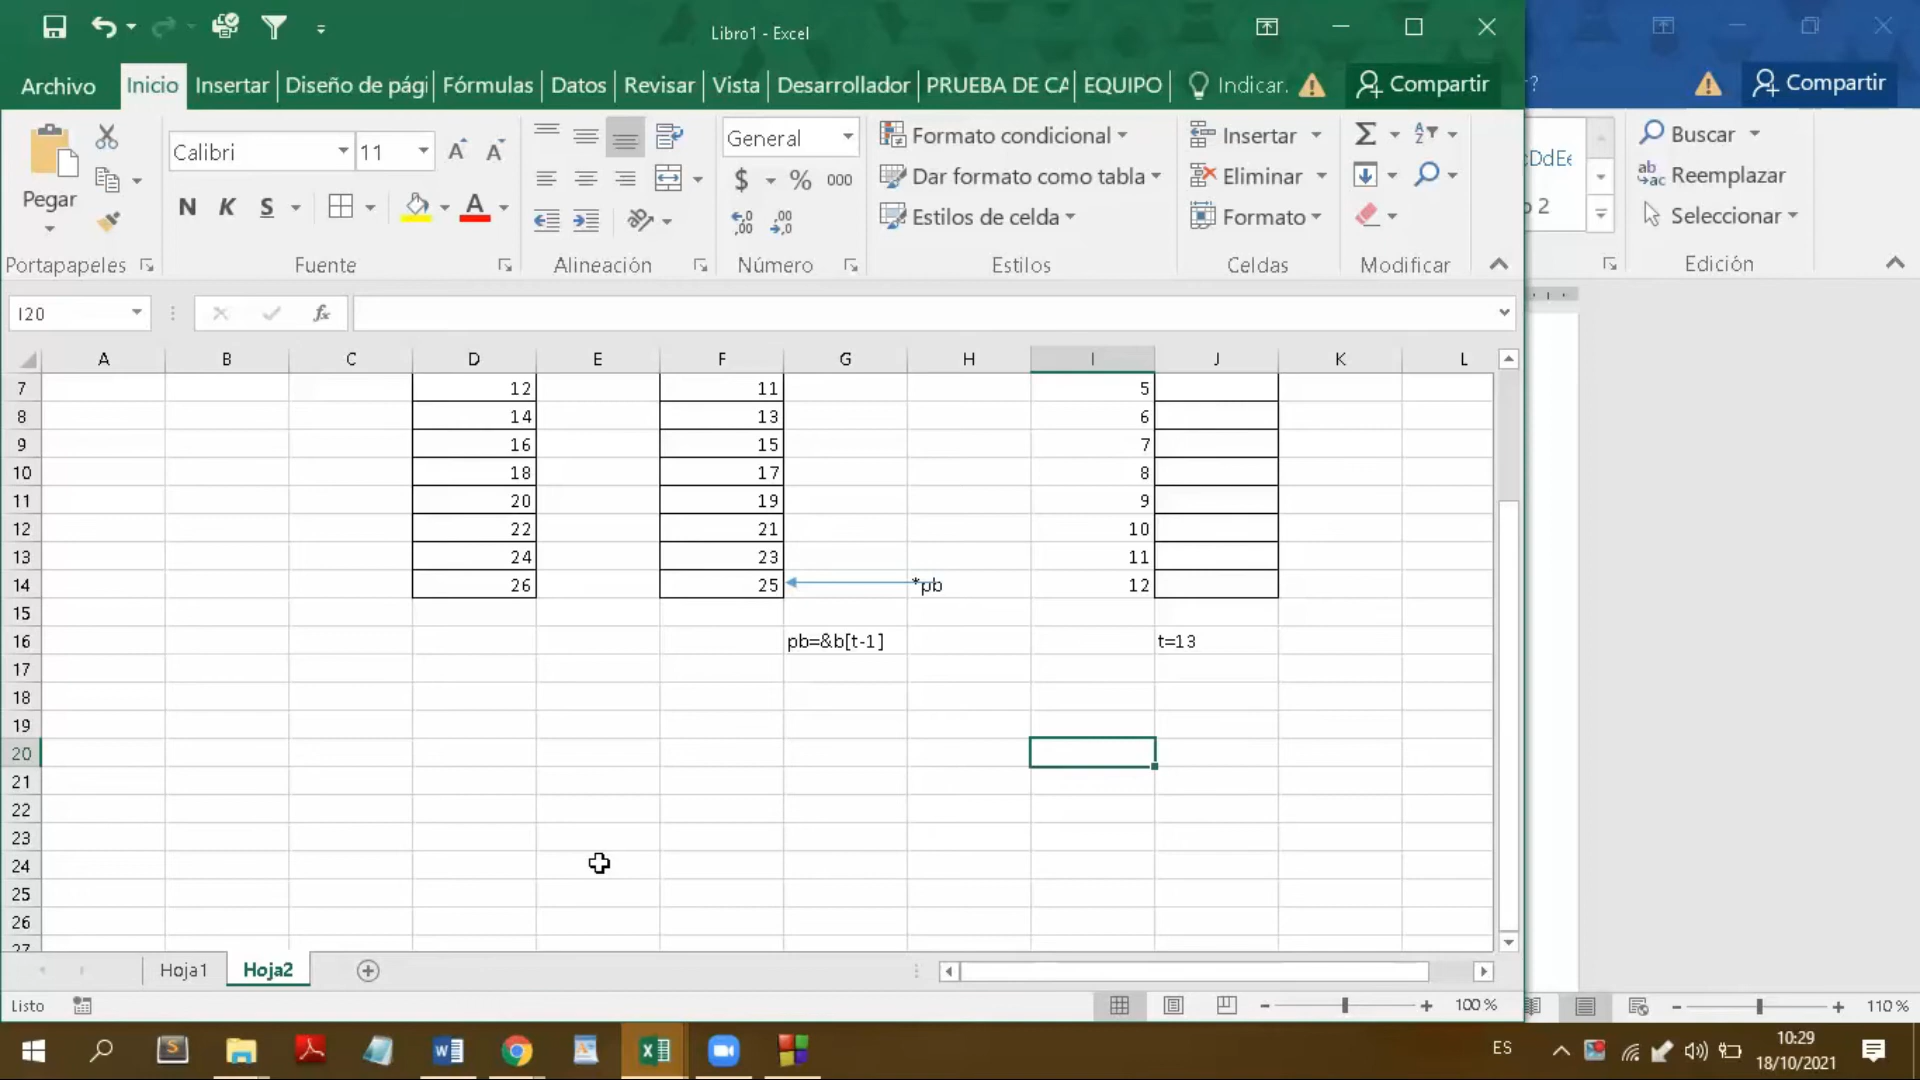 Libro1 - Excel
Archivo Inicio Insertar Diseño de pági Fórmulas Datos Revisar Vista Desarrollador PRUEBA DE CA EQUIPO Indicar. Compartir
? Compartir
Pegar
Portapapeles
Calibri 11
N K S A
Fuente
Alineación
General
$ % 000
Número
Formato condicional
Dar formato como tabla
Estilos de celda
Estilos
Insertar
Eliminar
Formato
Celdas
Modificar
Buscar
Reemplazar
Seleccionar
Edición
I20 fx
A B C D E F G H I J K L
7 12 11 5
8 14 13 6
9 16 15 7
10 18 17 8
11 20 19 9
12 22 21 10
13 24 23 11
14 26 25 *pb 12
15
16 pb=&b[t-1] t=13
17
18
19
20
21
22
23
24
25
26
27
Hoja1 Hoja2
Listo 100 % 110 %
ES 10:29
18/10/2021